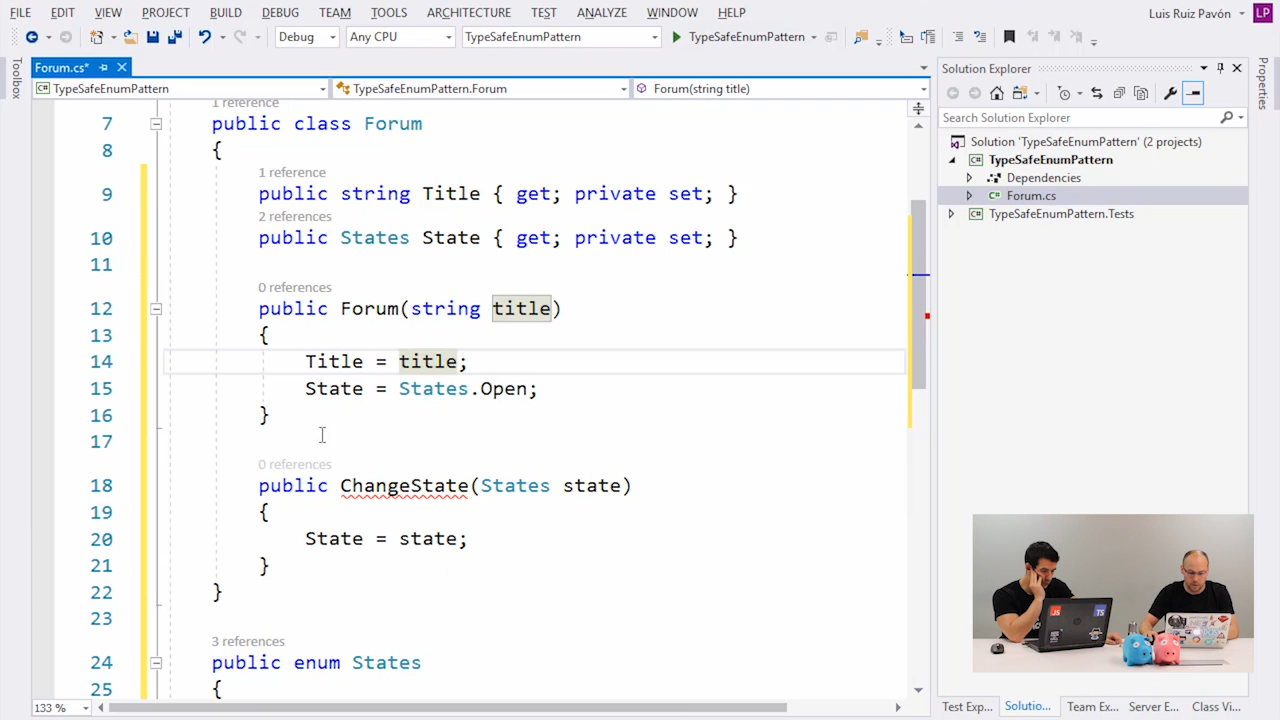 FILE EDIT VIEW PROJECT BUILD DEBUG TEAM TOOLS ARCHITECTURE TEST ANALYZE WINDOW HELP Luis Ruiz Pavón LP
Debug Any CPU TypeSafeEnumPattern TypeSafeEnumPattern
Toolbox
Forum.cs*
TypeSafeEnumPattern TypeSafeEnumPattern.Forum Forum(string title)
1 reference
7 public class Forum
8 {
1 reference
9 public string Title { get; private set; }
2 references
10 public States State { get; private set; }
11
0 references
12 public Forum(string title)
13 {
14 Title = title;
15 State = States.Open;
16 }
17
0 references
18 public ChangeState(States state)
19 {
20 State = state;
21 }
22 }
23
3 references
24 public enum States
25 {
133 %
Solution Explorer
Search Solution Explorer
Solution 'TypeSafeEnumPattern' (2 projects)
TypeSafeEnumPattern
Dependencies
C# Forum.cs
C# TypeSafeEnumPattern.Tests
Properties
JS TS
Test Exp... Solutio... Team Ex... Server E... Class Vi...